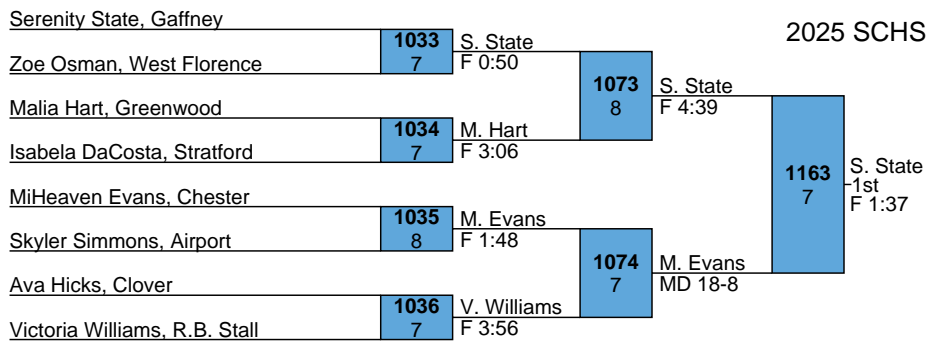 Serenity State, Gaffney
2025 SCHS
1033
S. State
Zoe Osman, West Florence
7
F 0:50
1073
S. State
8
F 4:39
Malia Hart, Greenwood
1034
M. Hart
Isabela DaCosta, Stratford
7
F 3:06
1163
S. State
7
1st
F 1:37
MiHeaven Evans, Chester
1035
M. Evans
Skyler Simmons, Airport
8
F 1:48
1074
M. Evans
7
MD 18-8
Ava Hicks, Clover
1036
V. Williams
Victoria Williams, R.B. Stall
7
F 3:56